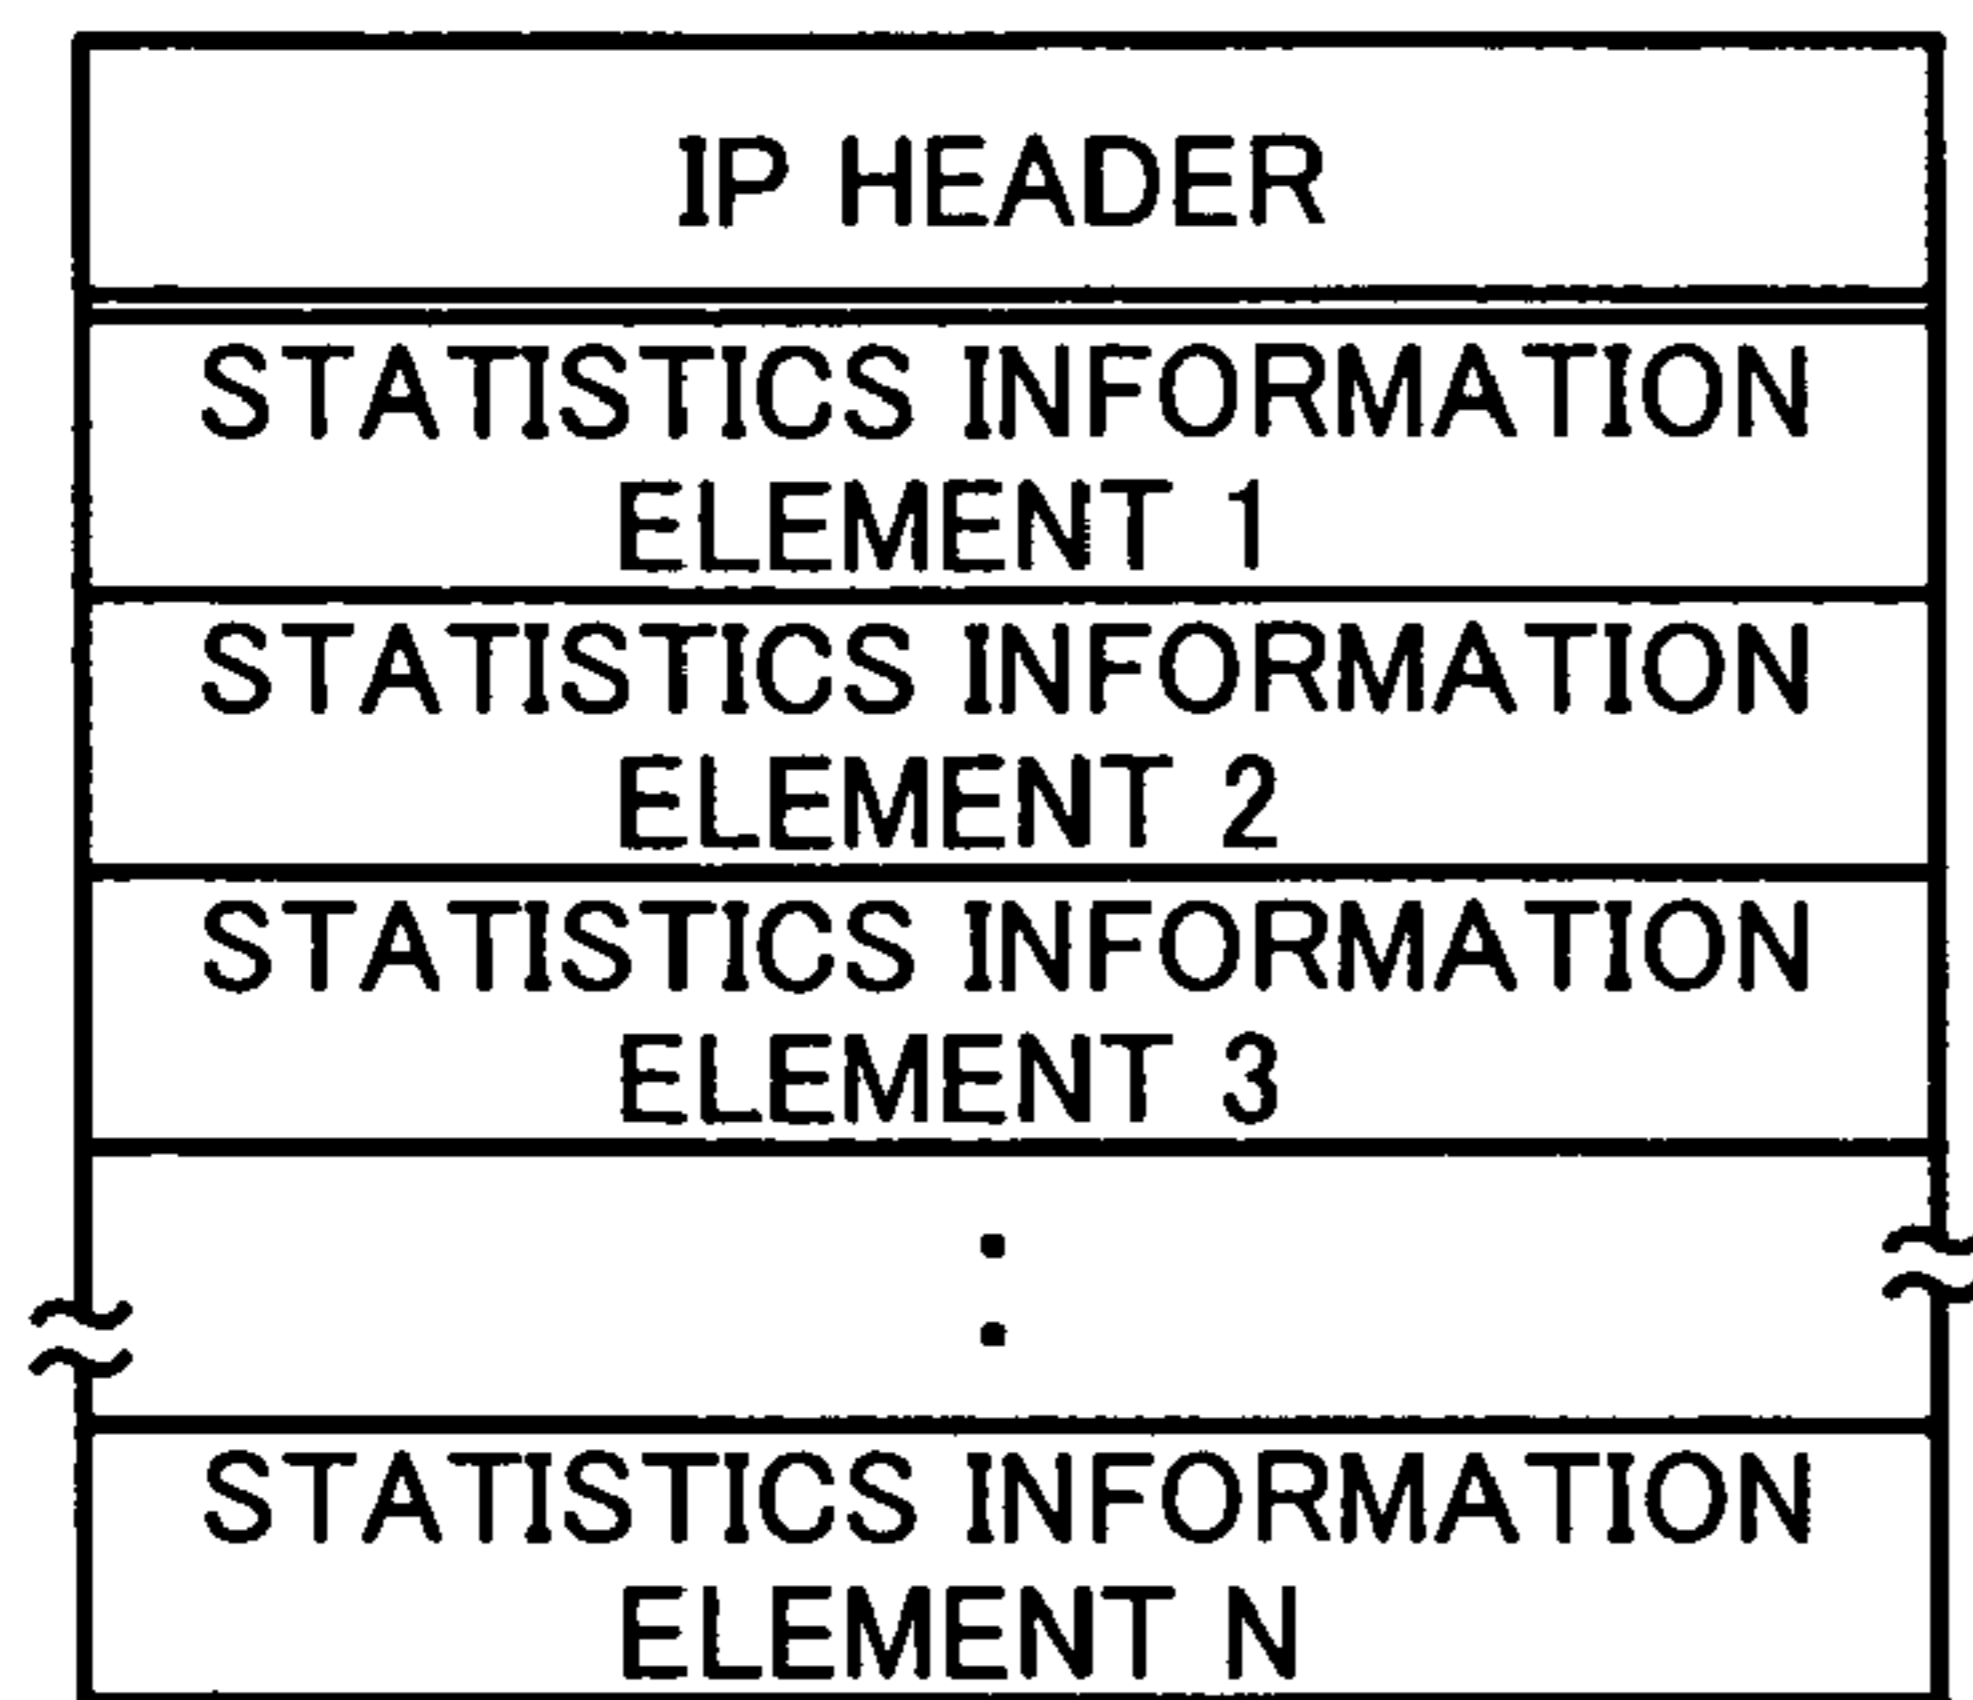 IP HEADER
STATISTICS INFORMATION
ELEMENT 1
STATISTICS INFORMATION
ELEMENT 2
STATISTICS INFORMATION
ELEMENT 3
:
STATISTICS INFORMATION
ELEMENT N